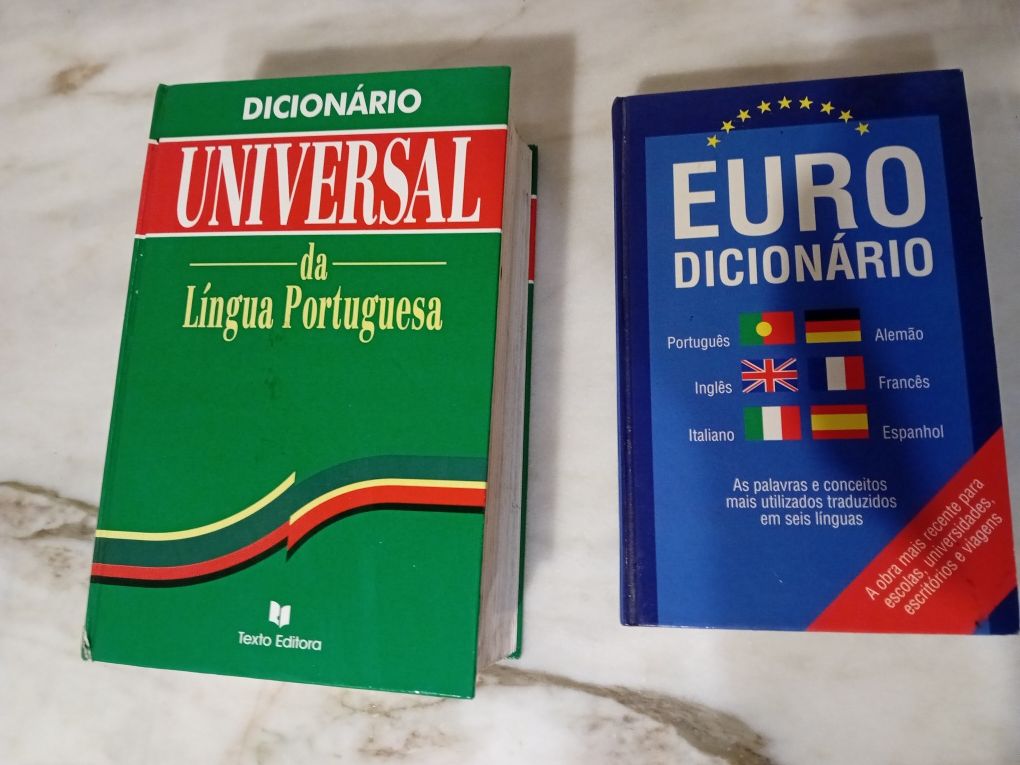 DICIONÁRIO
UNIVERSAL
da
Língua Portuguesa
Texto Editora
EURO
DICIONÁRIO
Português
Alemão
Inglês
Francês
Italiano
Espanhol
As palavras e conceitos
mais utilizados traduzidos
em seis línguas
A obra mais recente para
escolas, universidades,
escritórios e viagens